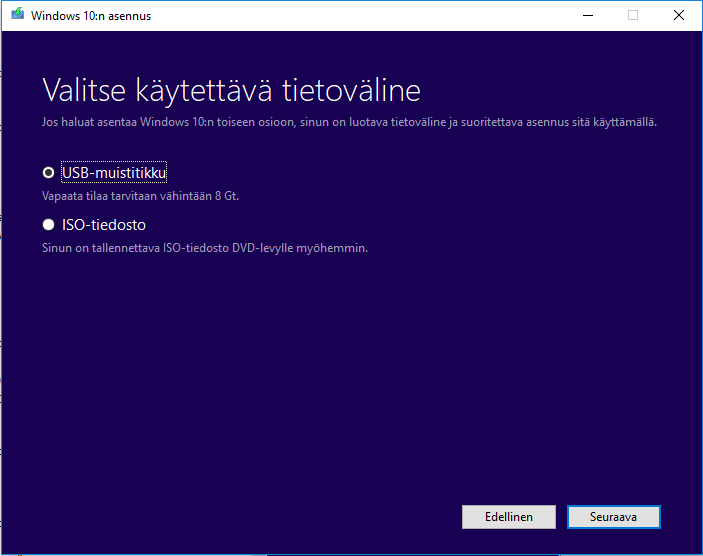 Windows 10:n asennus
Valitse käytettävä tietoväline
Jos haluat asentaa Windows 10:n toiseen osioon, sinun on luotava tietoväline ja suoritettava asennus sitä käyttämällä.
USB-muistitikku
Vapaata tilaa tarvitaan vähintään 8 Gt.
ISO-tiedosto
Sinun on tallennettava ISO-tiedosto DVD-levylle myöhemmin.
Edellinen
Seuraava